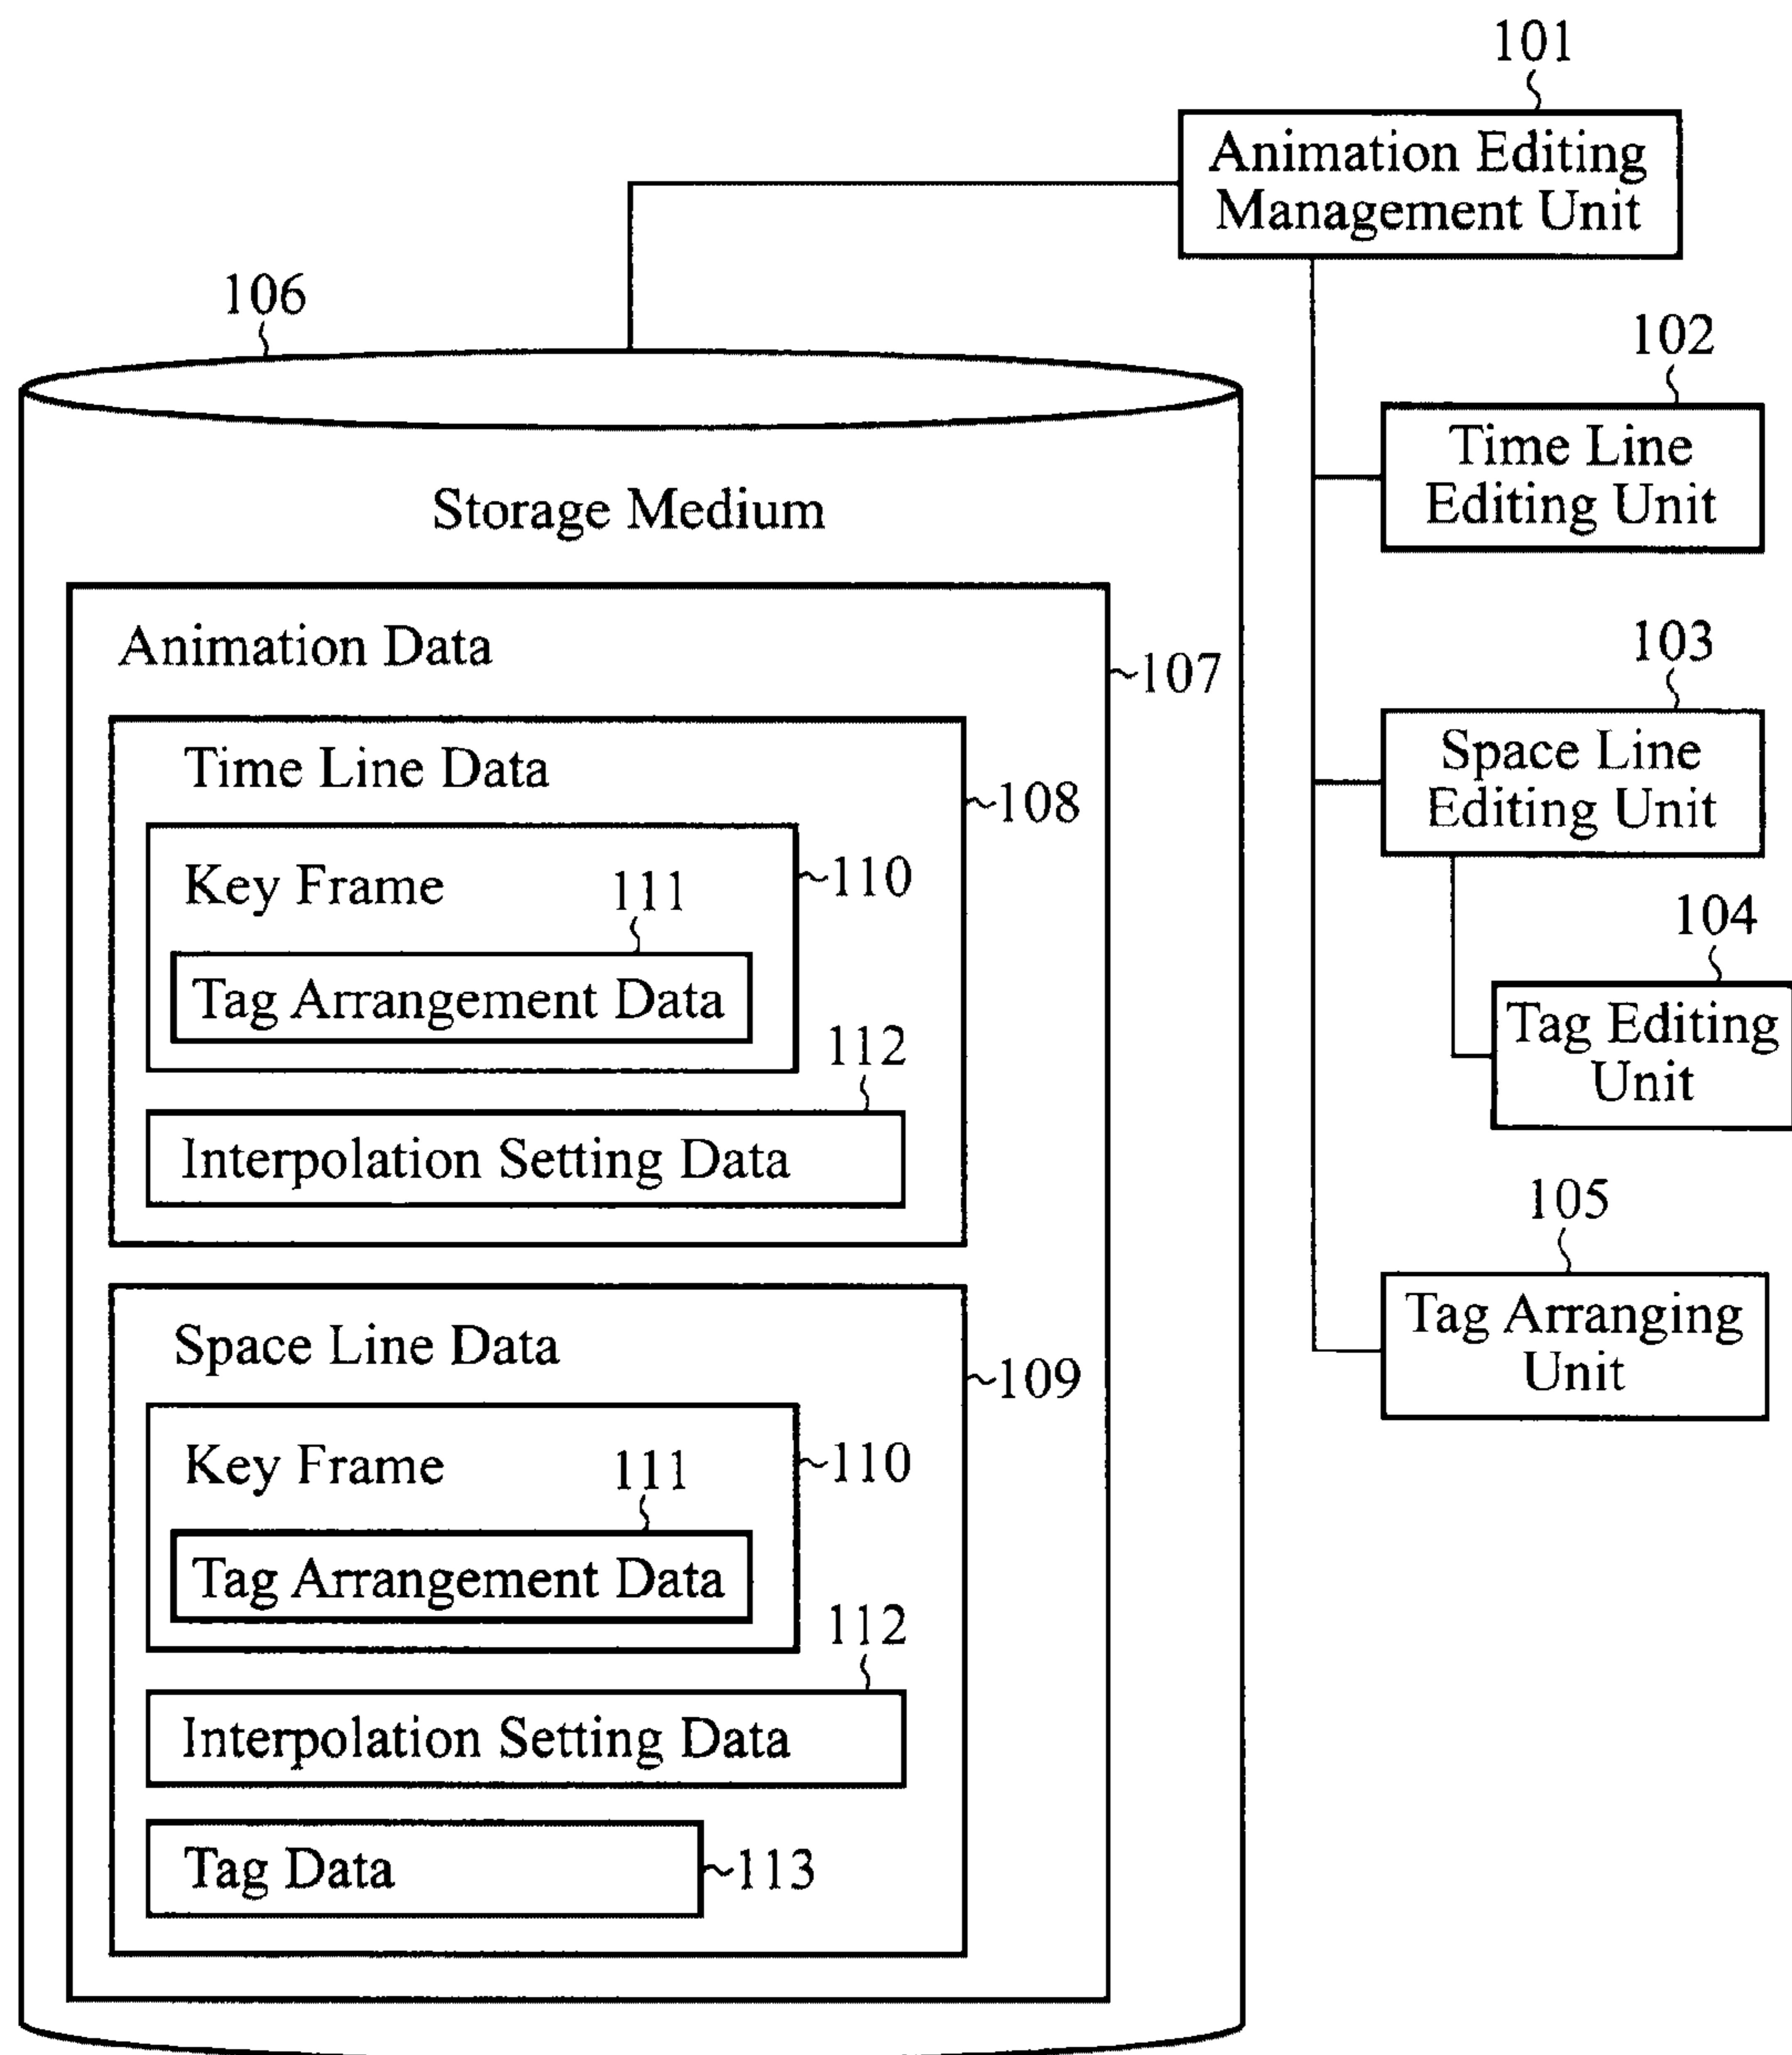 101
Animation Editing
Management Unit
106
102
Time Line
Editing Unit
Storage Medium
Animation Data
107
103
Space Line
Editing Unit
Time Line Data
108
Key Frame
110
111
Tag Arrangement Data
104
Tag Editing
Unit
112
Interpolation Setting Data
105
Tag Arranging
Unit
Space Line Data
109
Key Frame
110
111
Tag Arrangement Data
112
Interpolation Setting Data
Tag Data
113